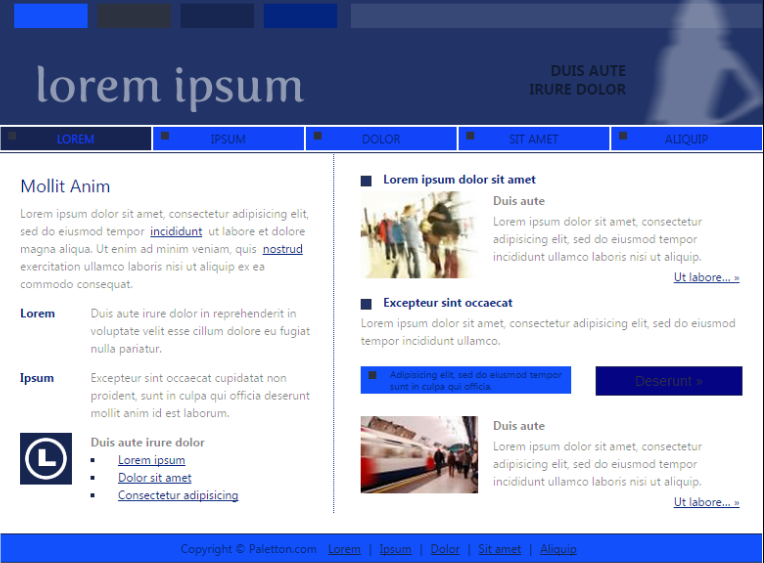 lorem ipsum
DUIS AUTE
IRURE DOLOR
LOREM IPSUM DOLOR SIT AMET ALIQUIP
Mollit Anim
Lorem ipsum dolor sit amet, consectetur adipisicing elit,
sed do eiusmod tempor incididunt ut labore et dolore
magna aliqua. Ut enim ad minim veniam, quis nostrud
exercitation ullamco laboris nisi ut aliquip ex ea
commodo consequat.
Lorem Duis aute irure dolor in reprehenderit in
voluptate velit esse cillum dolore eu fugiat
nulla pariatur.
Ipsum Excepteur sint occaecat cupidatat non
proident, sunt in culpa qui officia deserunt
mollit anim id est laborum.
L
Duis aute irure dolor
Lorem ipsum
Dolor sit amet
Consectetur adipisicing
Lorem ipsum dolor sit amet
Duis aute
Lorem ipsum dolor sit amet, consectetur
adipisicing elit, sed do eiusmod tempor
incididunt ullamco laboris nisi ut aliquip.
Ut labore... »
Excepteur sint occaecat
Lorem ipsum dolor sit amet, consectetur adipisicing elit, sed do eiusmod
tempor incididunt ullamco.
Adipisicing elit, sed do eiusmod tempor
sunt in culpa qui officia.
Deserunt »
Duis aute
Lorem ipsum dolor sit amet, consectetur
adipisicing elit, sed do eiusmod tempor
incididunt ullamco laboris nisi ut aliquip.
Ut labore... »
Copyright © Paletton.com Lorem | Ipsum | Dolor | Sit amet | Aliquip